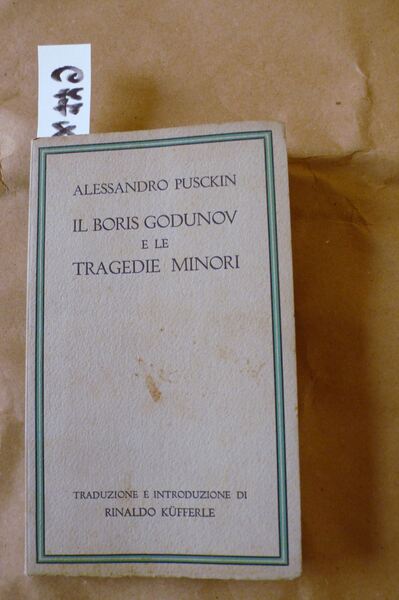 ALESSANDRO PUSCKIN
IL BORIS GODUNOV
E LE
TRAGEDIE MINORI
TRADUZIONE E INTRODUZIONE DI
RINALDO KÜFFERLE